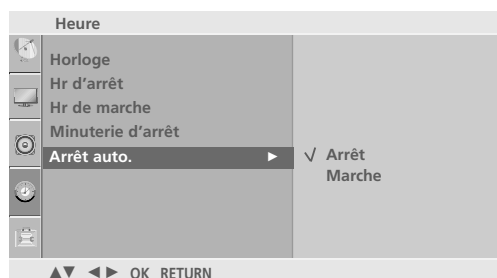 Heure
Horloge
Hr d'arrêt
Hr de marche
Minuterie d'arrêt
Arrêt auto. ► √ Arrêt
Marche
▲▼ ◄► OK RETURN